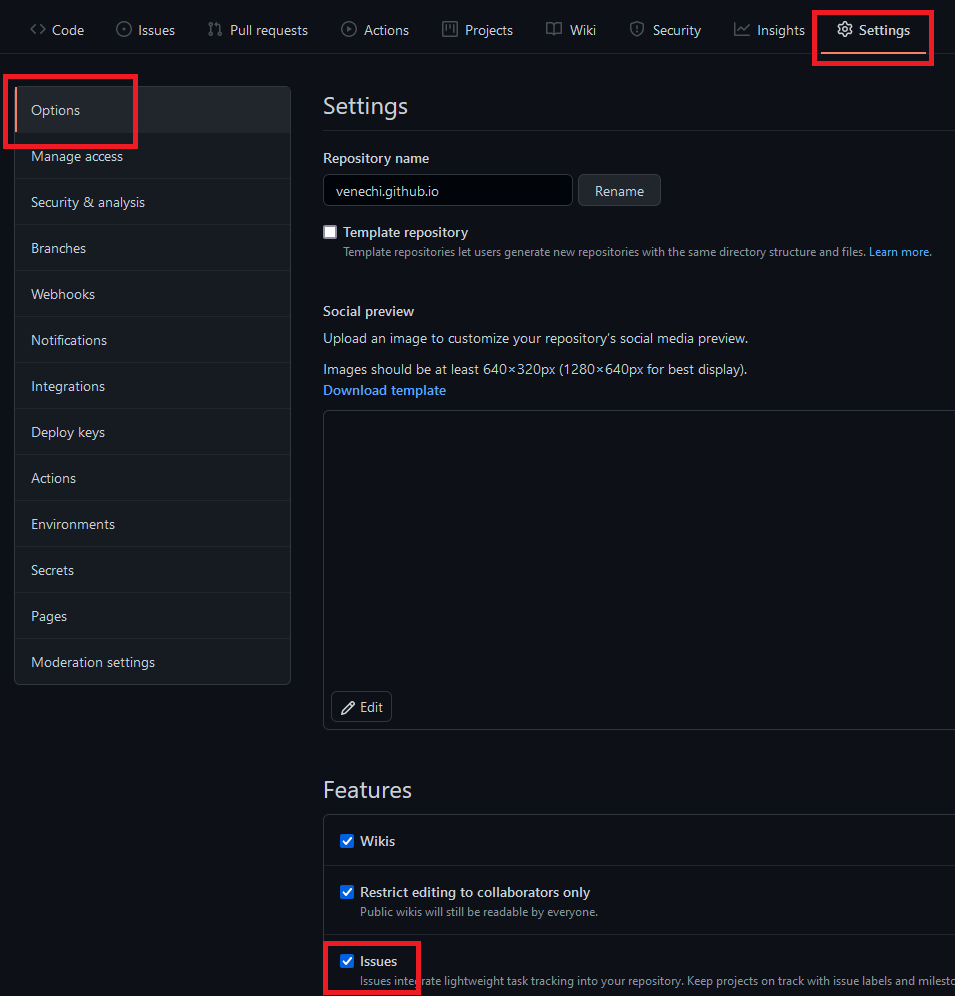 Code Issues Pull requests Actions Projects Wiki Security Insights Settings
Options
Manage access
Security & analysis
Branches
Webhooks
Notifications
Integrations
Deploy keys
Actions
Environments
Secrets
Pages
Moderation settings
Settings
Repository name
venechi.github.io Rename
Template repository
Template repositories let users generate new repositories with the same directory structure and files. Learn more.
Social preview
Upload an image to customize your repository's social media preview.
Images should be at least 640×320px (1280×640px for best display).
Download template
Edit
Features
Wikis
Restrict editing to collaborators only
Public wikis will still be readable by everyone.
Issues
Issues integrate lightweight task tracking into your repository. Keep projects on track with issue labels and milesto